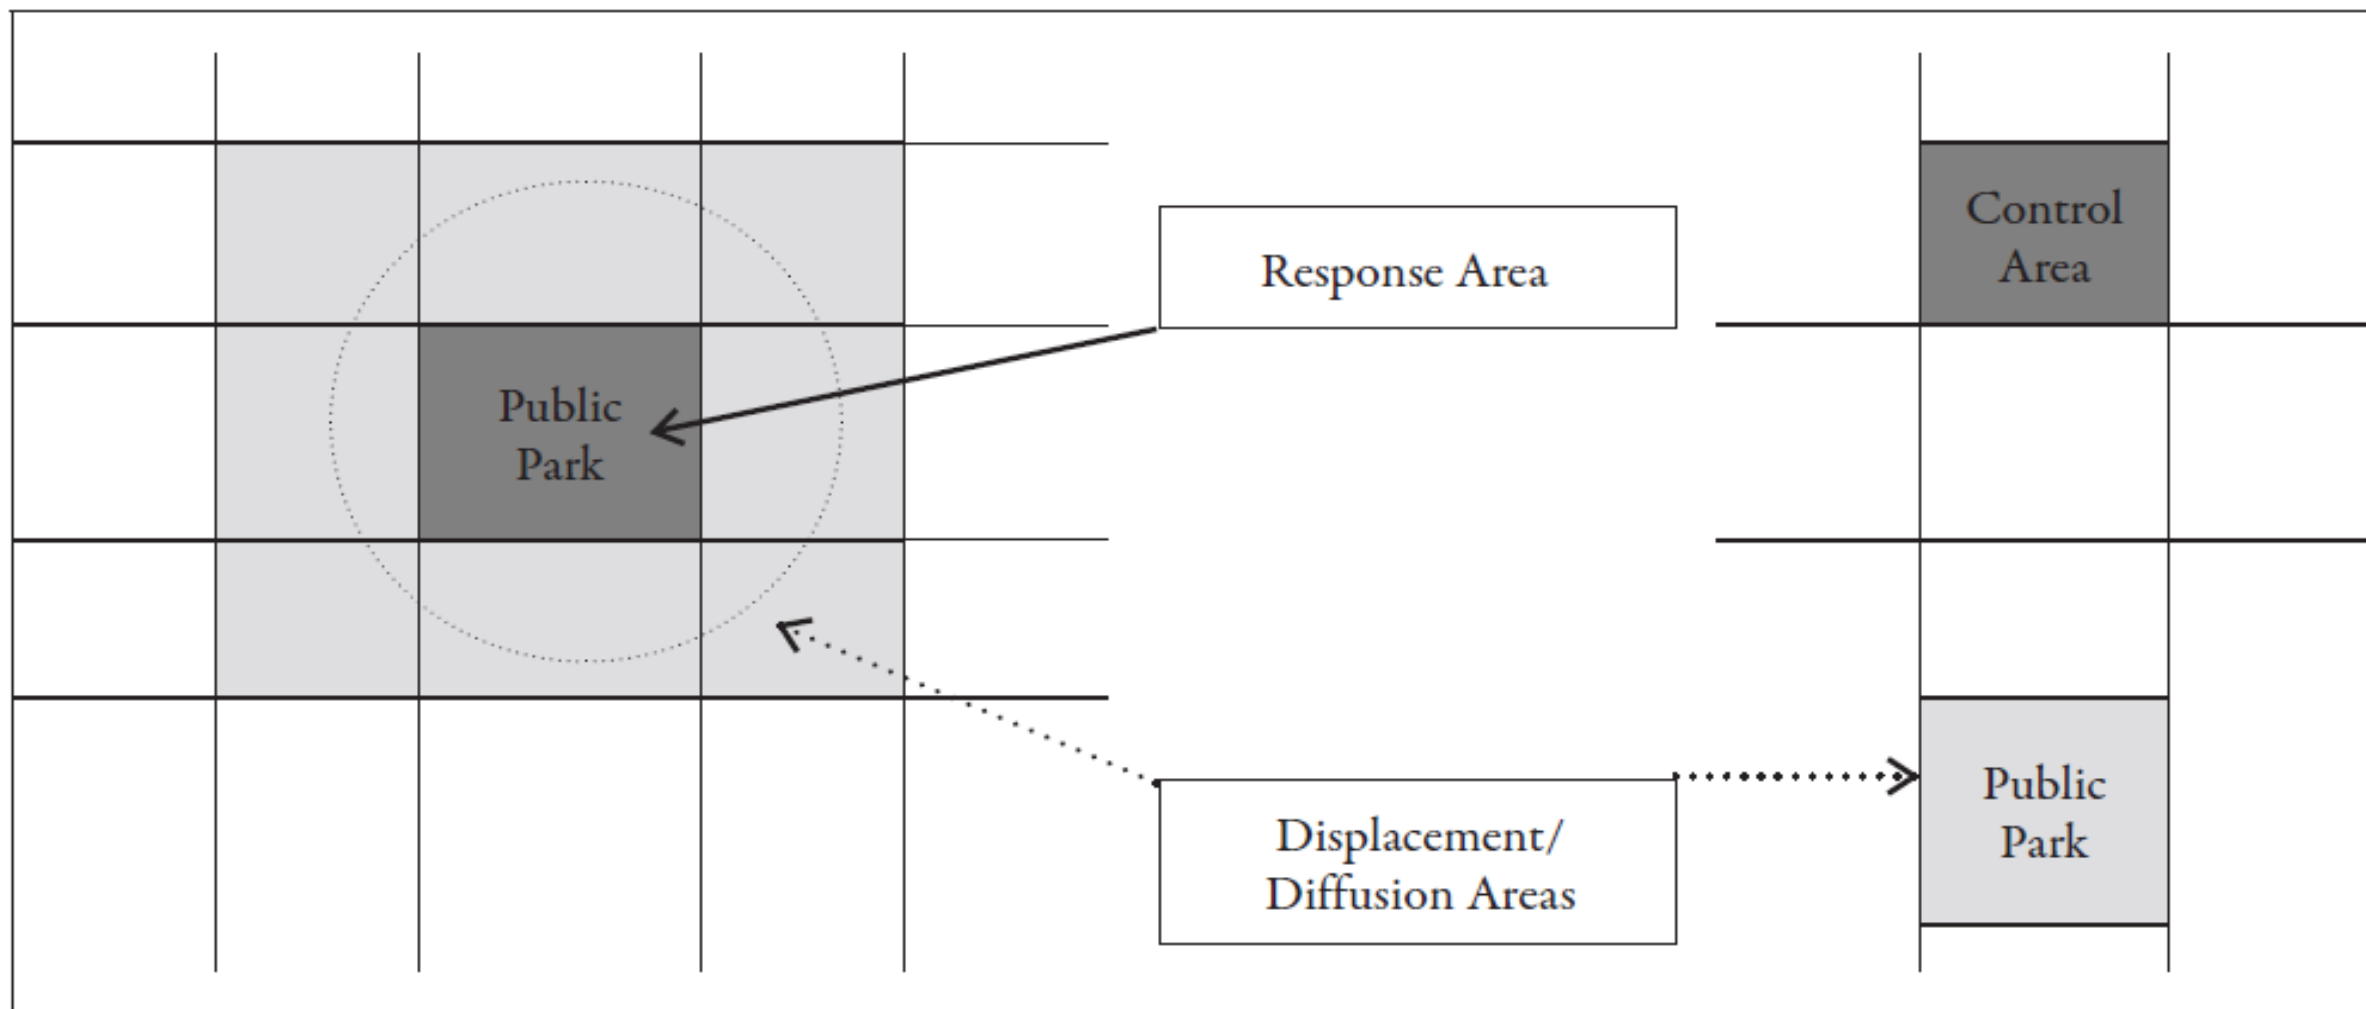 Public
Park
Response Area
Displacement/
Diffusion Areas
Control
Area
Public
Park